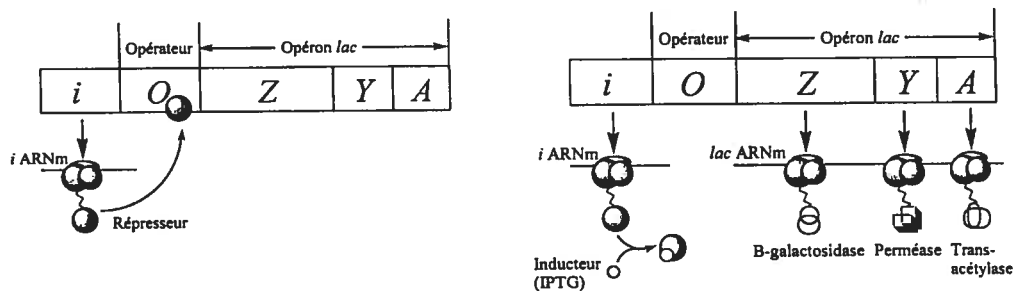 Opérateur
Opéron lac
i O Z Y A
i ARNm
Répresseur
Opérateur
Opéron lac
i O Z Y A
i ARNm
lac ARNm
Inducteur
(IPTG)
B-galactosidase
Perméase
Trans-
acétylase